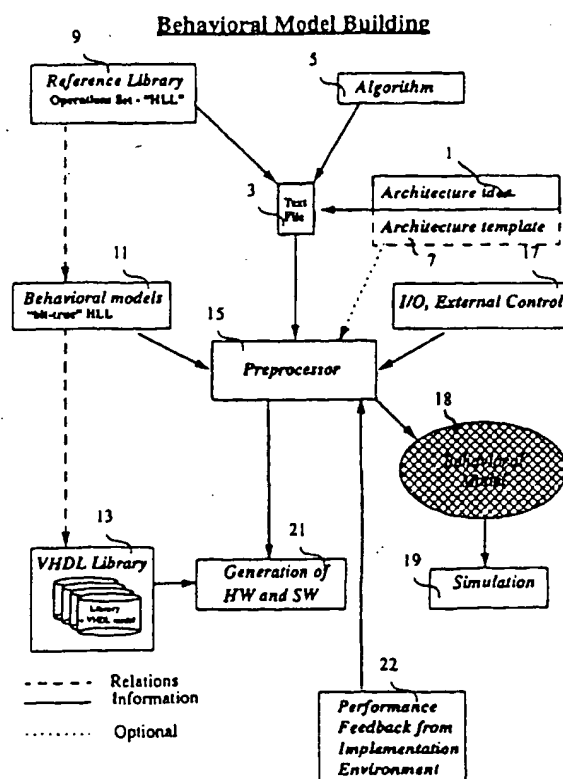 Behavioral Model Building
9
Reference Library
Operations Set - "HLL"
5
Algorithm
1
Architecture idea
Architecture template
7
3
Text
File
11
Behavioral models
"bit-true" HLL
17
I/O, External Control
15
Preprocessor
18
Behavioral
Model
13
VHDL Library
Library
VHDL model
21
Generation of
HW and SW
19
Simulation
22
Performance
Feedback from
Implementation
Environment
Relations
Information
Optional